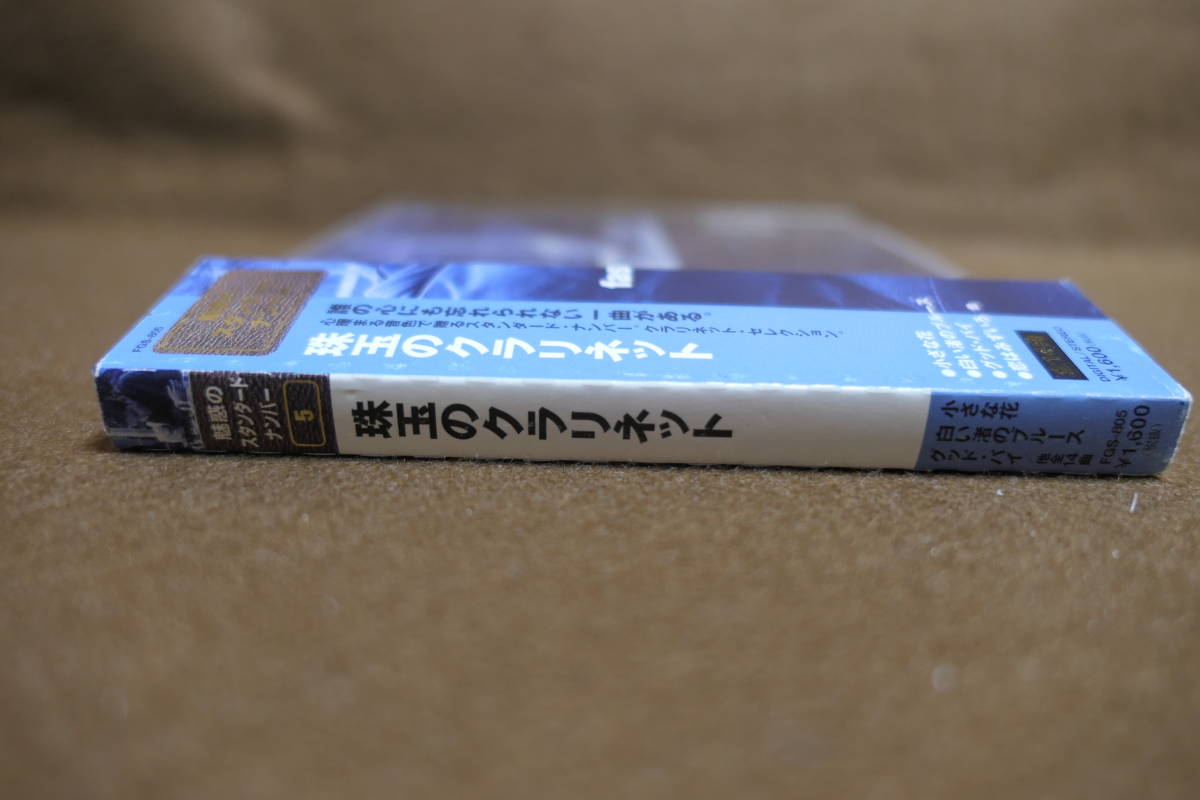 FGS-805
誰の心にも忘れられない一曲がある。
心暖まる音色で贈るスタンダード・ナンバー。クラリネット・セレクション。
珠玉のクラリネット
●小さな花
●白い渚のブルース
●グッド・バイ
DIGITAL STEREO
¥1,600
魅惑の
スタンダード
ナンバー
5
珠玉のクラリネット
小さな花
白い渚のブルース
グッド・バイ
他全14曲
FGS-805
¥1,600
(税抜)